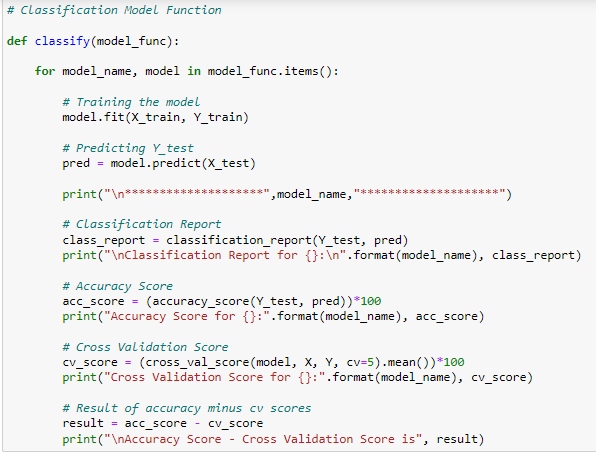 # Classification Model Function
def classify(model_func):
for model_name, model in model_func.items():
# Training the model
model.fit(X_train, Y_train)
# Predicting Y_test
pred = model.predict(X_test)
print("\n********************",model_name,"********************")
# Classification Report
class_report = classification_report(Y_test, pred)
print("\nClassification Report for {}:\n".format(model_name), class_report)
# Accuracy Score
acc_score = (accuracy_score(Y_test, pred))*100
print("Accuracy Score for {}:".format(model_name), acc_score)
# Cross Validation Score
cv_score = (cross_val_score(model, X, Y, cv=5).mean())*100
print("Cross Validation Score for {}:".format(model_name), cv_score)
# Result of accuracy minus cv scores
result = acc_score - cv_score
print("\nAccuracy Score - Cross Validation Score is", result)